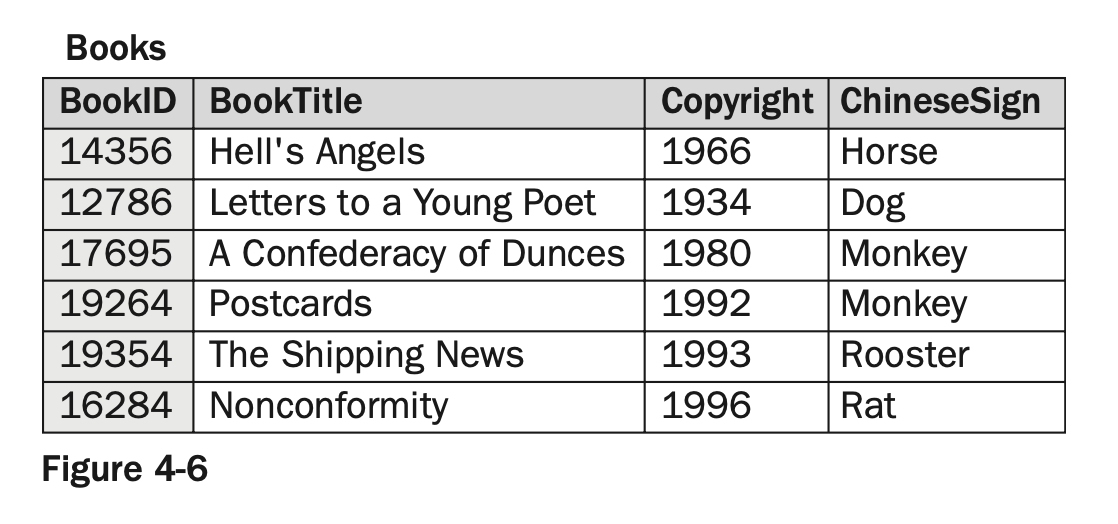 Books
BookID BookTitle Copyright ChineseSign
14356 Hell's Angels 1966 Horse
12786 Letters to a Young Poet 1934 Dog
17695 A Confederacy of Dunces 1980 Monkey
19264 Postcards 1992 Monkey
19354 The Shipping News 1993 Rooster
16284 Nonconformity 1996 Rat
Figure 4-6